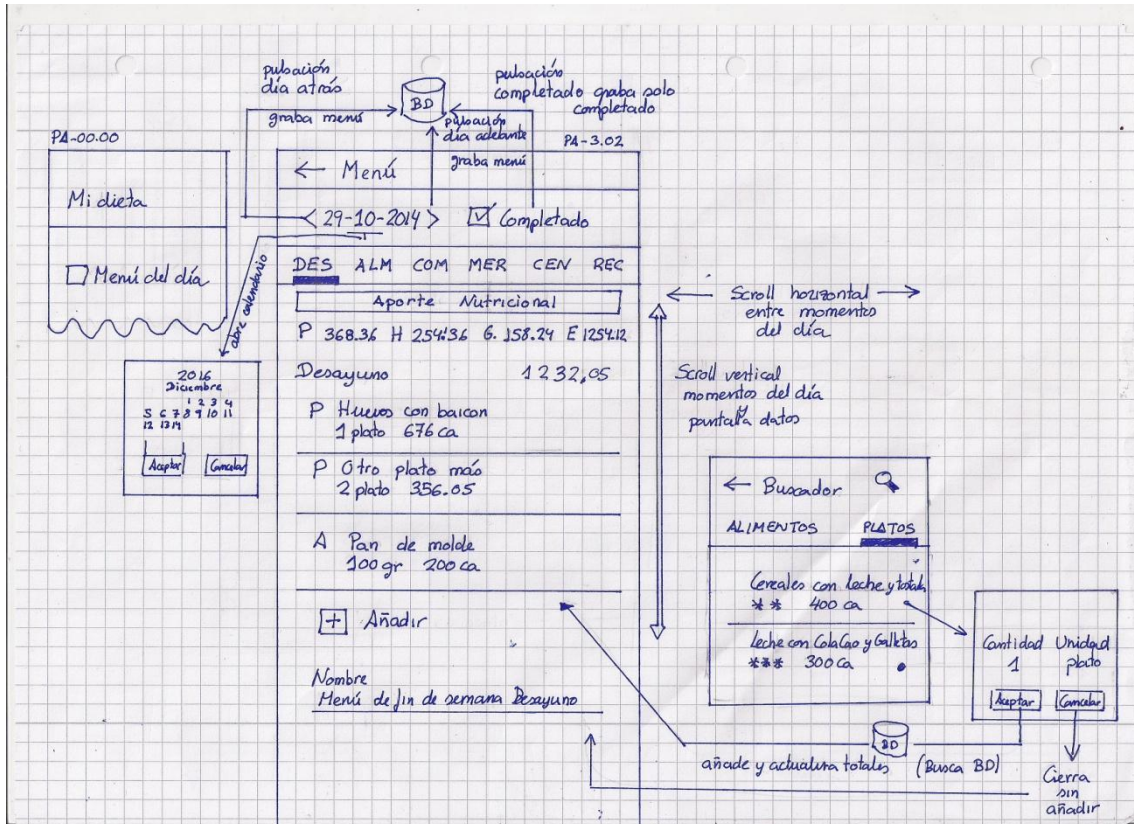 pulsación
día atrás
graba menú
BD
pulsación
completado graba solo
completado
pulsación
día adelante
graba menú
PA-00.00
Mi dieta
Menú del día
PA-3.02
← Menú
< 29-10-2014 > Completado
DES ALM COM MER CEN REC
Aporte Nutricional
P 368.36 H 254'36 G. 158.24 E 1254.12
Desayuno 1232,05
P Huevos con baicon
1 plato 676 ca
P Otro plato más
2 plato 356.05
A Pan de molde
100 gr 200 ca
+ Añadir
Nombre
Menú de fin de semana Desayuno
abre calendario
2016
Diciembre
1 2 3 4
5 6 7 8 9 10 11
12 13 14
Aceptar Cancelar
← Scroll horizontal →
entre momentos
del día
Scroll vertical
momentos del día
y
pantalla datos
← Buscador
ALIMENTOS PLATOS
Cereales con leche y tostada
** 400 ca
Leche con ColaCao y Galletas
*** 300 ca
Cantidad Unidad
1 plato
Aceptar Cancelar
BD
añade y actualiza totales (Busca BD)
Cierra
sin
añadir